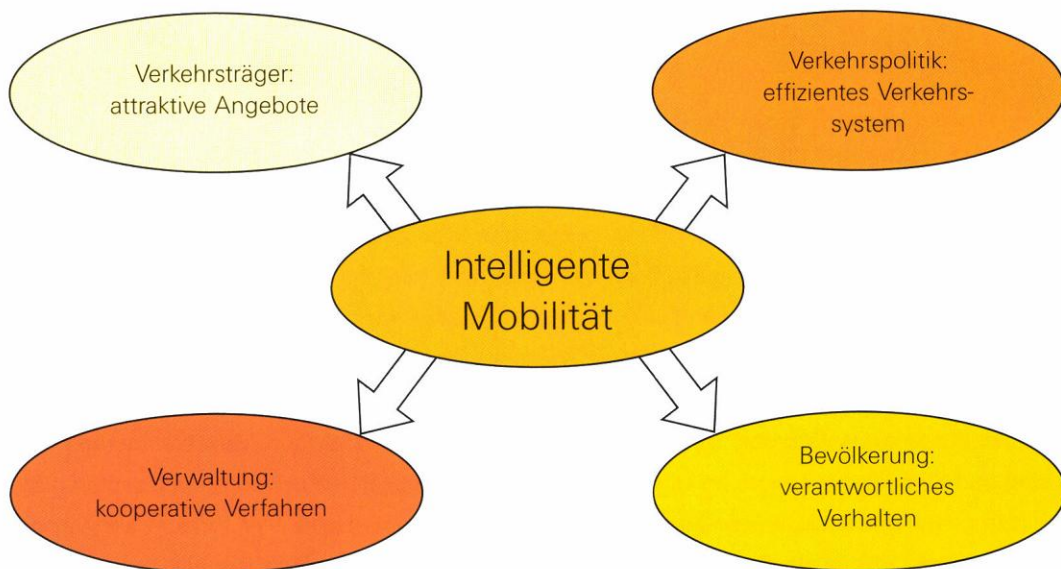 Verkehrsträger:
attraktive Angebote
Verkehrspolitik:
effizientes Verkehrs-
system
Intelligente
Mobilität
Verwaltung:
kooperative Verfahren
Bevölkerung:
verantwortliches
Verhalten